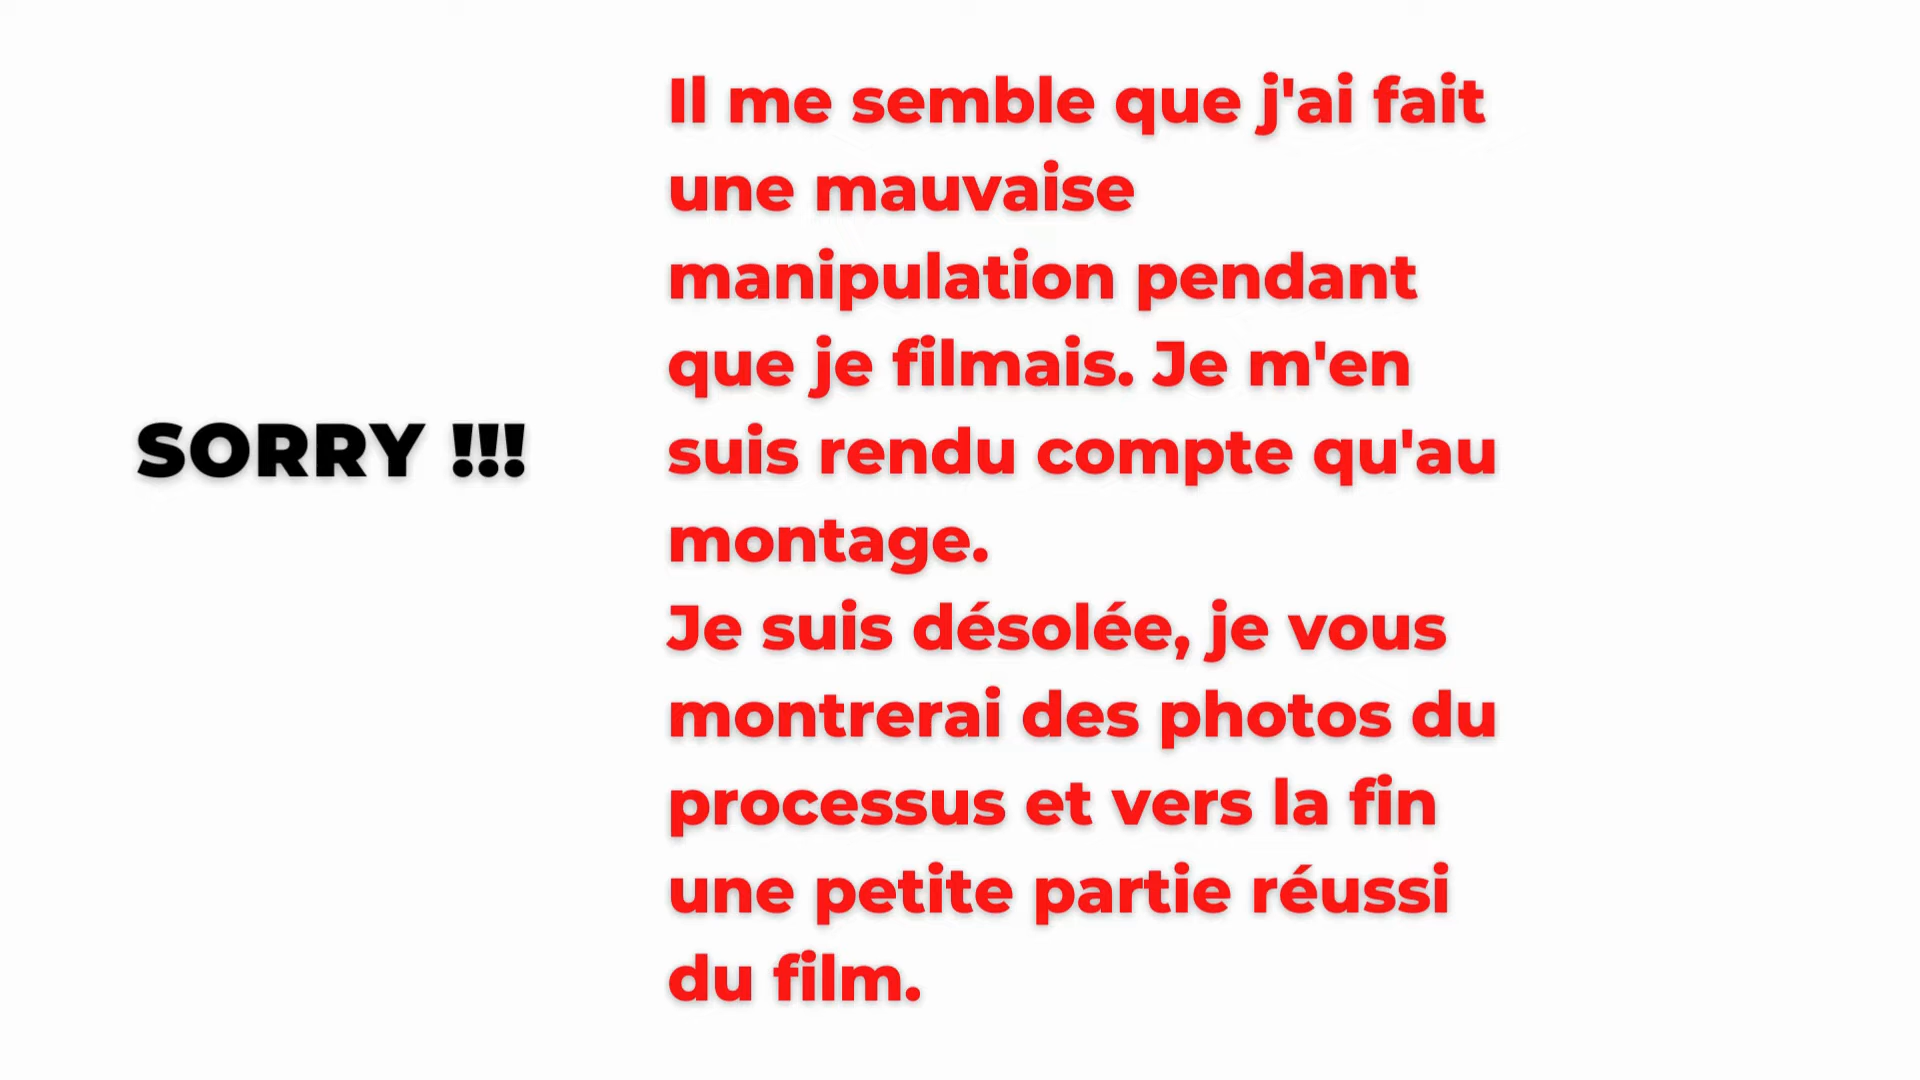 SORRY !!!
Il me semble que j'ai fait
une mauvaise
manipulation pendant
que je filmais. Je m'en
suis rendu compte qu'au
montage.
Je suis désolée, je vous
montrerai des photos du
processus et vers la fin
une petite partie réussi
du film.